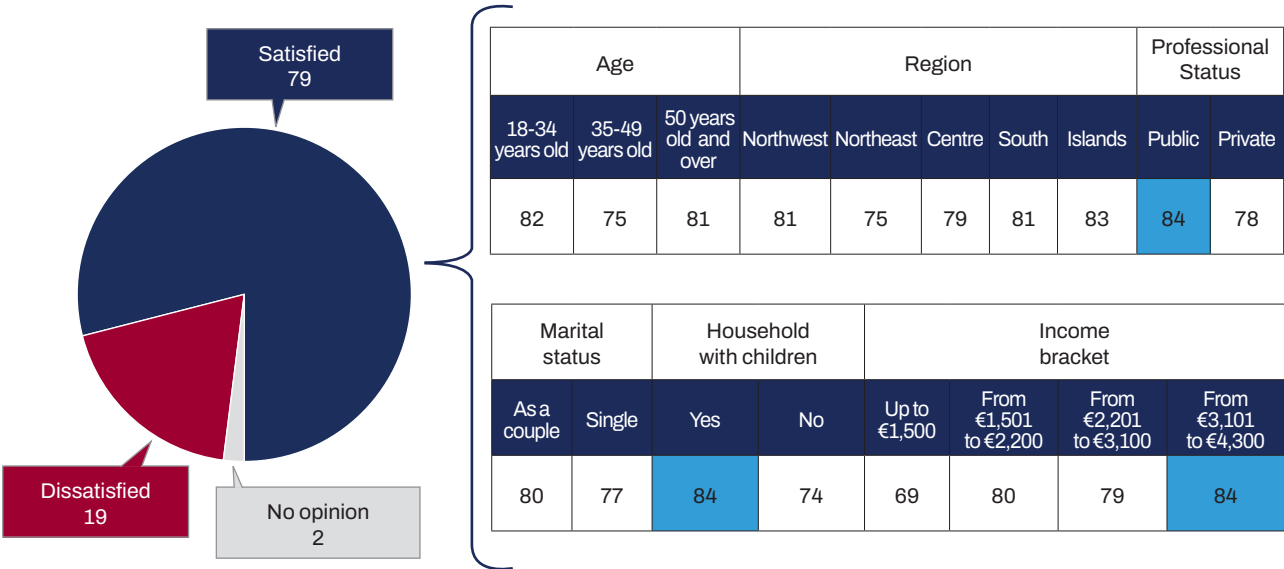 Satisfied
79
Dissatisfied
19
No opinion
2
Age
Region
Professional
Status
18-34
years old
35-49
years old
50 years
old and
over
Northwest
Northeast
Centre
South
Islands
Public
Private
82
75
81
81
75
79
81
83
84
78
Marital
status
Household
with children
Income
bracket
As a
couple
Single
Yes
No
Up to
€1,500
From
€1,501
to €2,200
From
€2,201
to €3,100
From
€3,101
to €4,300
80
77
84
74
69
80
79
84